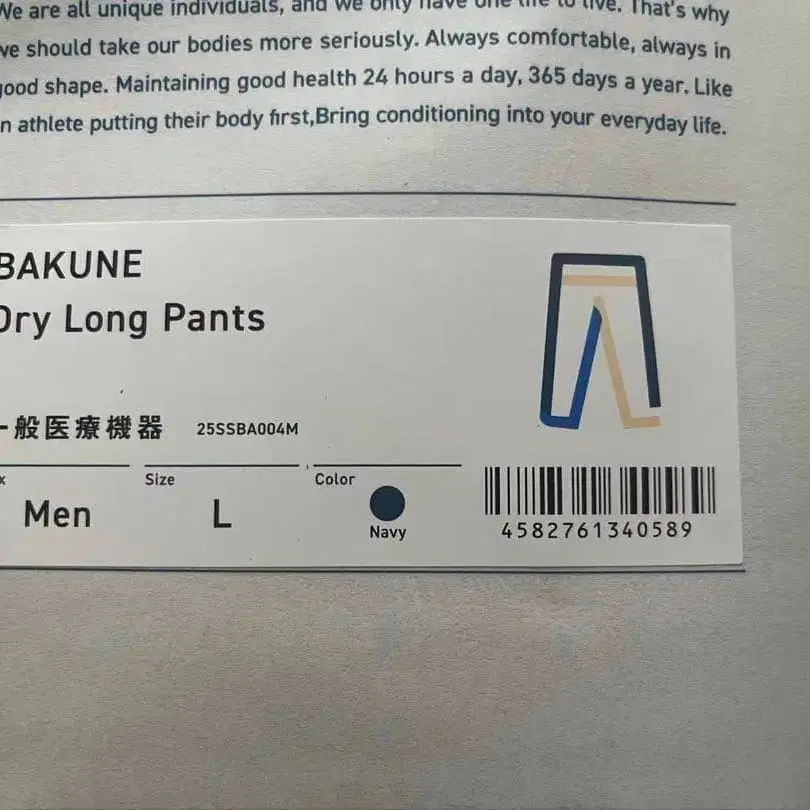 We are all unique individuals, and we only have one life to live. That's why
we should take our bodies more seriously. Always comfortable, always in
good shape. Maintaining good health 24 hours a day, 365 days a year. Like
n athlete putting their body first,Bring conditioning into your everyday life.
BAKUNE
Dry Long Pants
一般医療機器 25SSBA004M
x Size Color
Men L
Navy
4582761340589